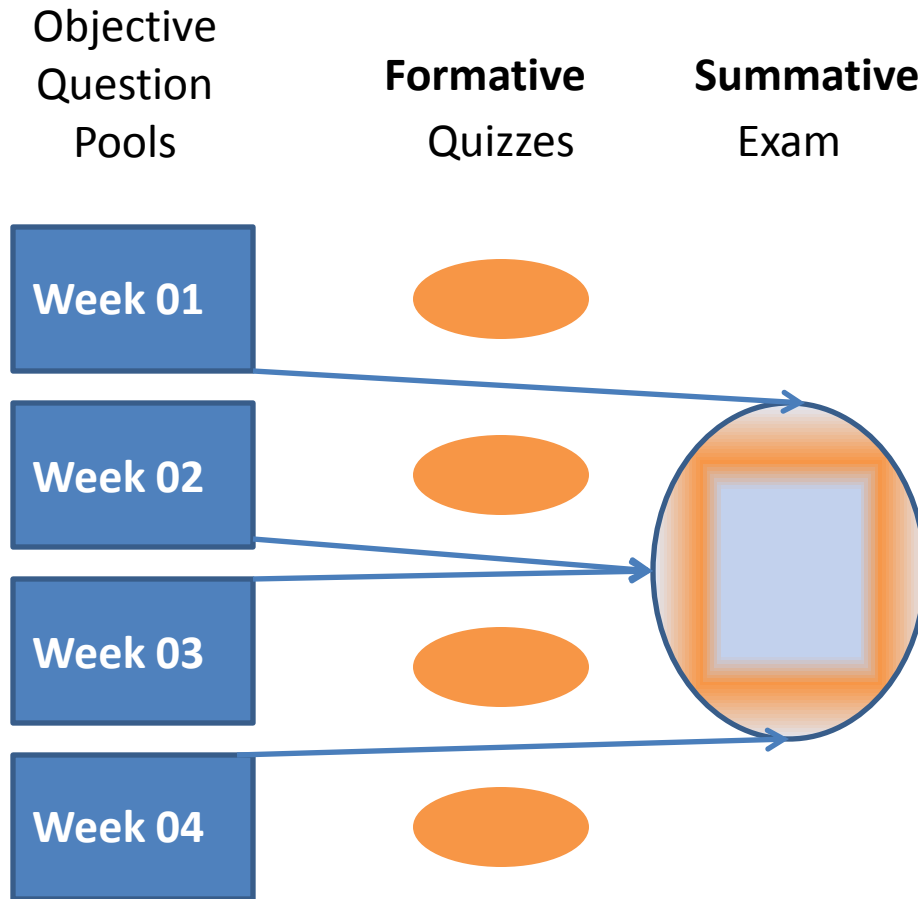 Objective
Question
Pools
Formative
Quizzes
Summative
Exam
Week 01
Week 02
Week 03
Week 04